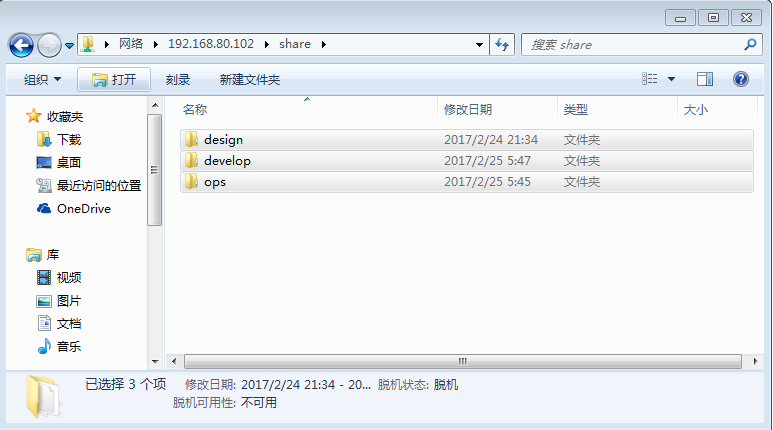 网络 192.168.80.102 share 搜索 share
组织 打开 刻录 新建文件夹
名称 修改日期 类型 大小
收藏夹
下载
桌面
最近访问的位置
OneDrive
库
视频
图片
文档
音乐
design 2017/2/24 21:34 文件夹
develop 2017/2/25 5:47 文件夹
ops 2017/2/25 5:45 文件夹
已选择 3 个项 修改日期: 2017/2/24 21:34 - 20... 脱机状态: 脱机
脱机可用性: 不可用